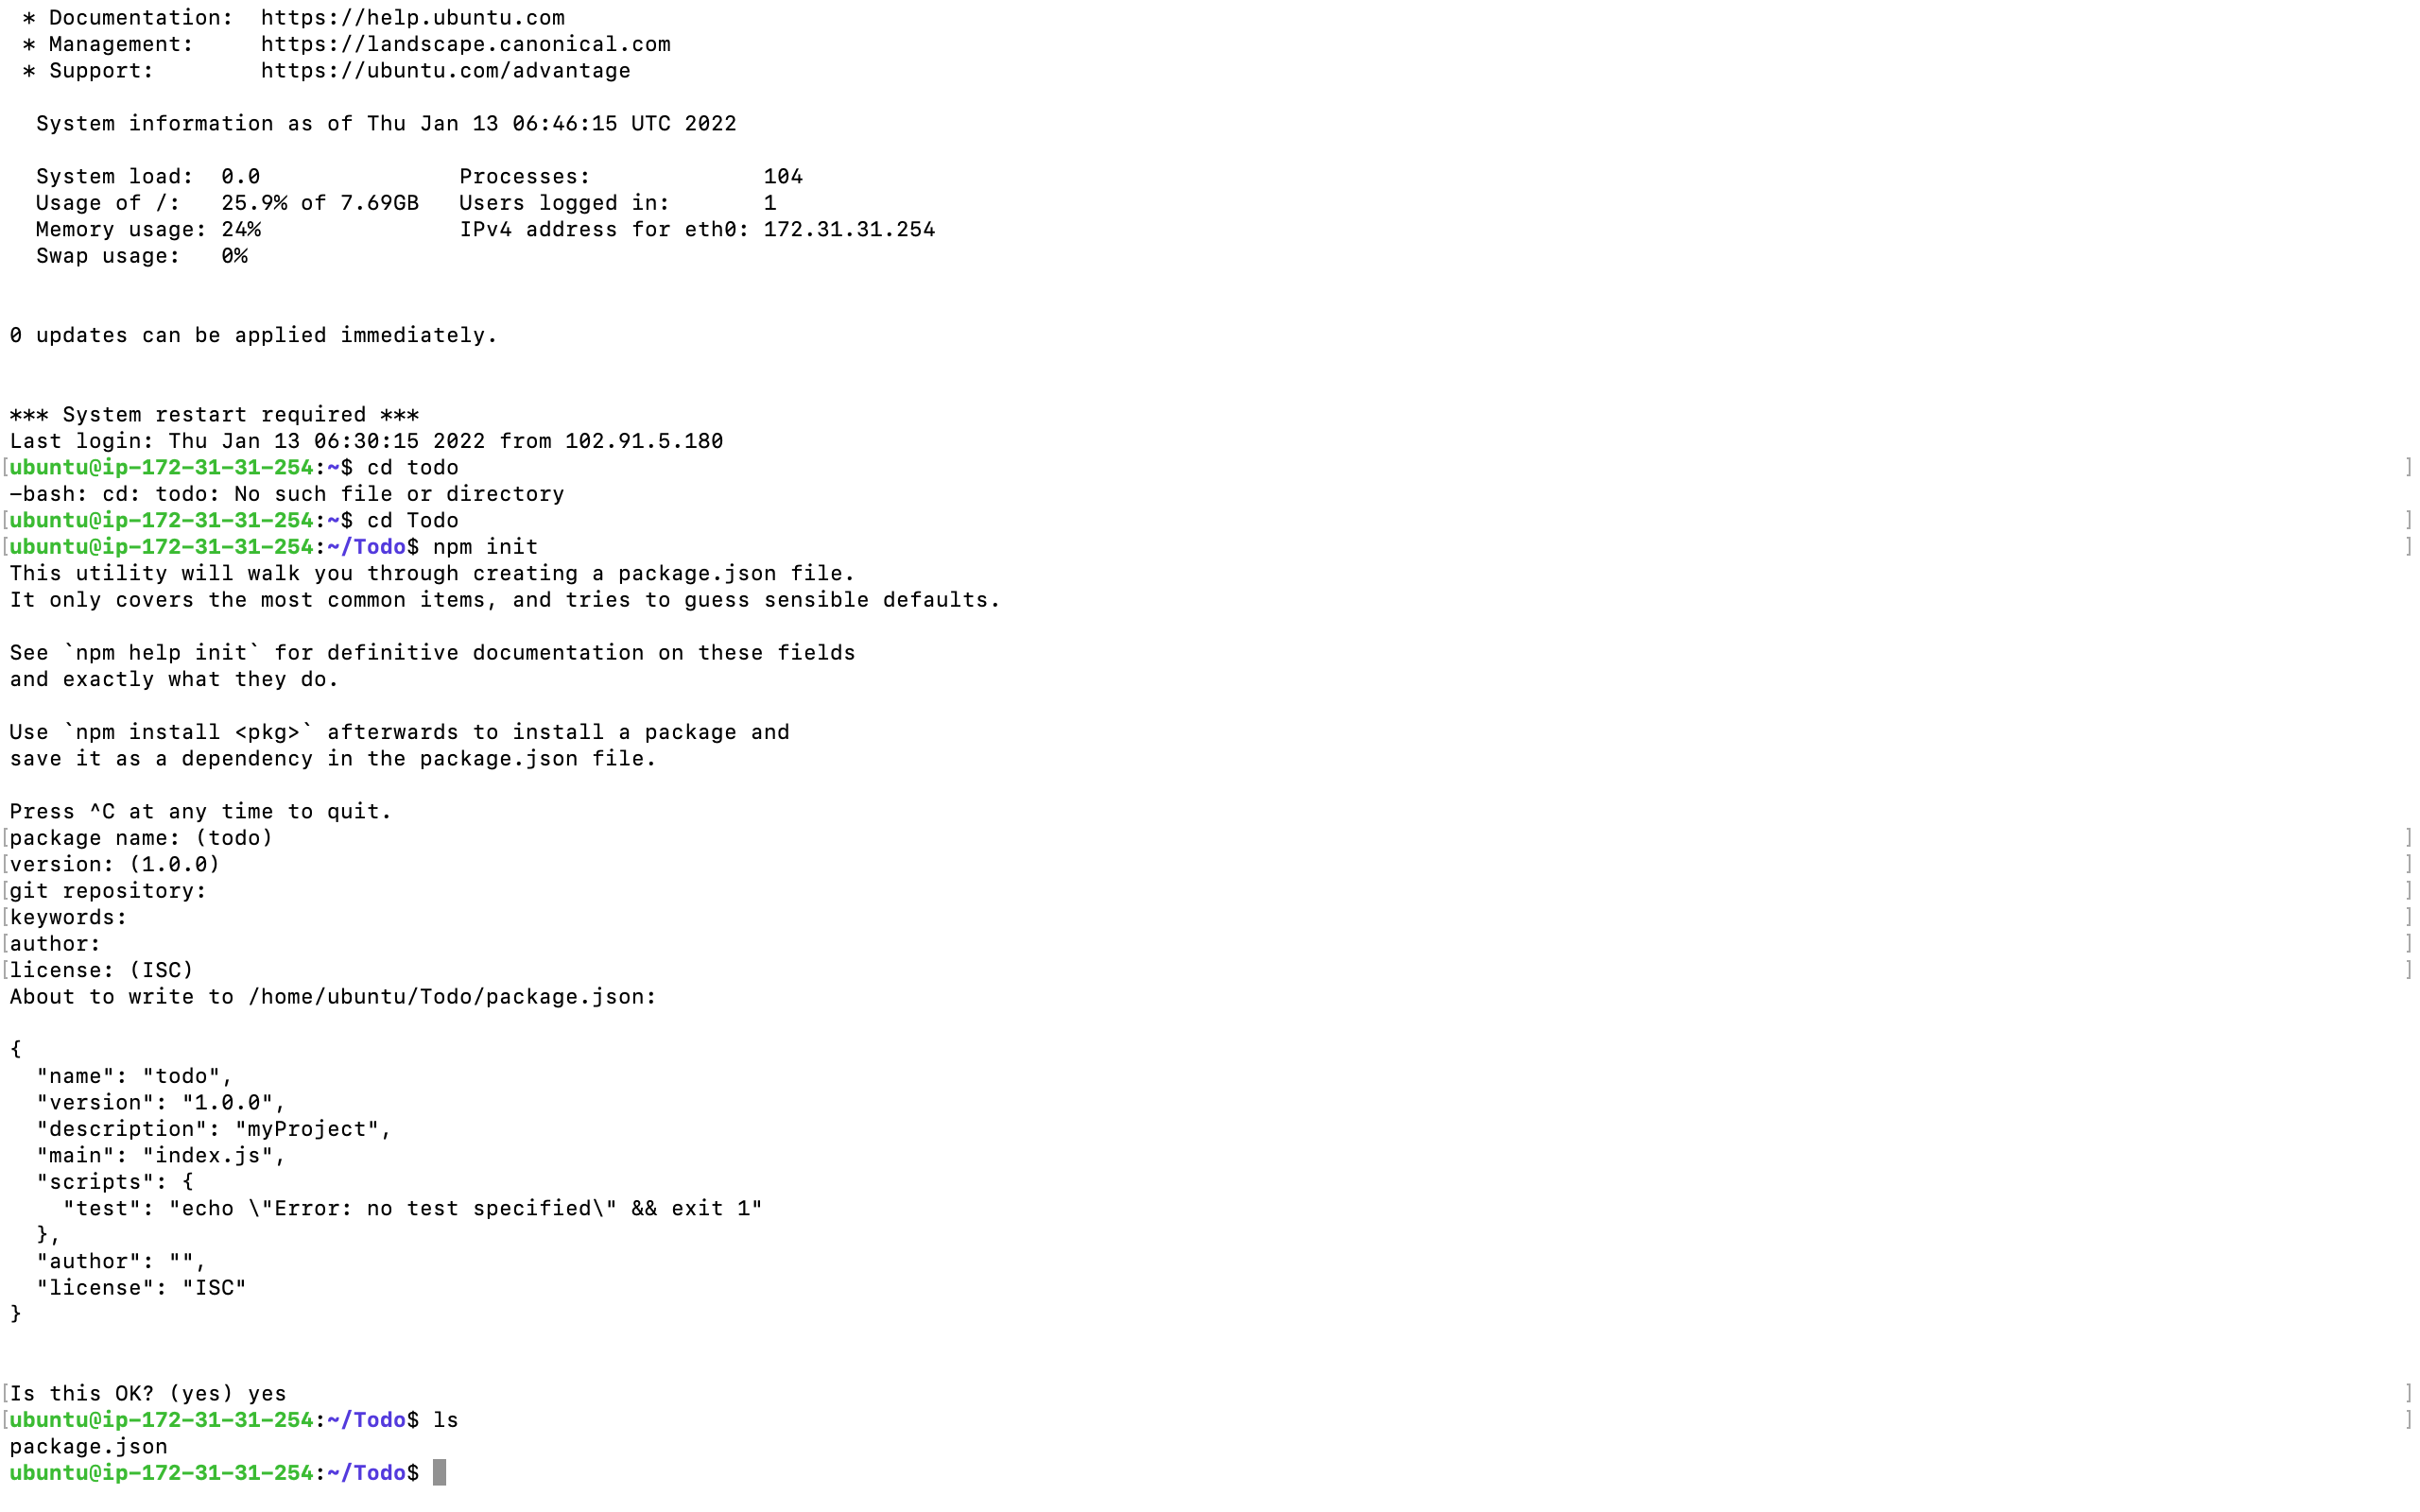 * Documentation:  https://help.ubuntu.com
 * Management:     https://landscape.canonical.com
 * Support:        https://ubuntu.com/advantage

  System information as of Thu Jan 13 06:46:15 UTC 2022

  System load:  0.0               Processes:             104
  Usage of /:   25.9% of 7.69GB   Users logged in:       1
  Memory usage: 24%               IPv4 address for eth0: 172.31.31.254
  Swap usage:   0%


0 updates can be applied immediately.


*** System restart required ***
Last login: Thu Jan 13 06:30:15 2022 from 102.91.5.180
[ubuntu@ip-172-31-31-254:~$ cd todo ]
-bash: cd: todo: No such file or directory
[ubuntu@ip-172-31-31-254:~$ cd Todo ]
[ubuntu@ip-172-31-31-254:~/Todo$ npm init ]
This utility will walk you through creating a package.json file.
It only covers the most common items, and tries to guess sensible defaults.

See `npm help init` for definitive documentation on these fields
and exactly what they do.

Use `npm install <pkg>` afterwards to install a package and
save it as a dependency in the package.json file.

Press ^C at any time to quit.
[package name: (todo) ]
[version: (1.0.0) ]
[git repository: ]
[keywords: ]
[author: ]
[license: (ISC) ]
About to write to /home/ubuntu/Todo/package.json:

{
  "name": "todo",
  "version": "1.0.0",
  "description": "myProject",
  "main": "index.js",
  "scripts": {
    "test": "echo \"Error: no test specified\" && exit 1"
  },
  "author": "",
  "license": "ISC"
}


[Is this OK? (yes) yes ]
[ubuntu@ip-172-31-31-254:~/Todo$ ls ]
package.json
ubuntu@ip-172-31-31-254:~/Todo$